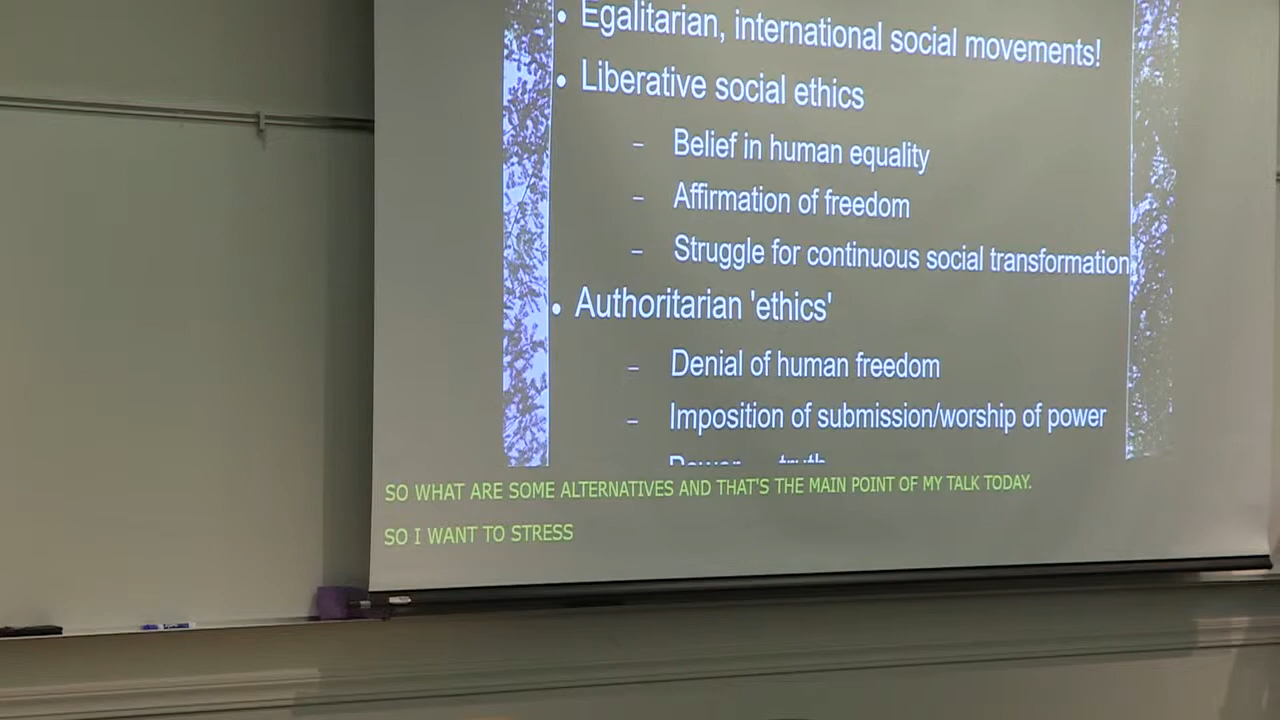 • Egalitarian, international social movements!
• Liberative social ethics
– Belief in human equality
– Affirmation of freedom
– Struggle for continuous social transformation
• Authoritarian 'ethics'
– Denial of human freedom
– Imposition of submission/worship of power
SO WHAT ARE SOME ALTERNATIVES AND THAT'S THE MAIN POINT OF MY TALK TODAY.
SO I WANT TO STRESS